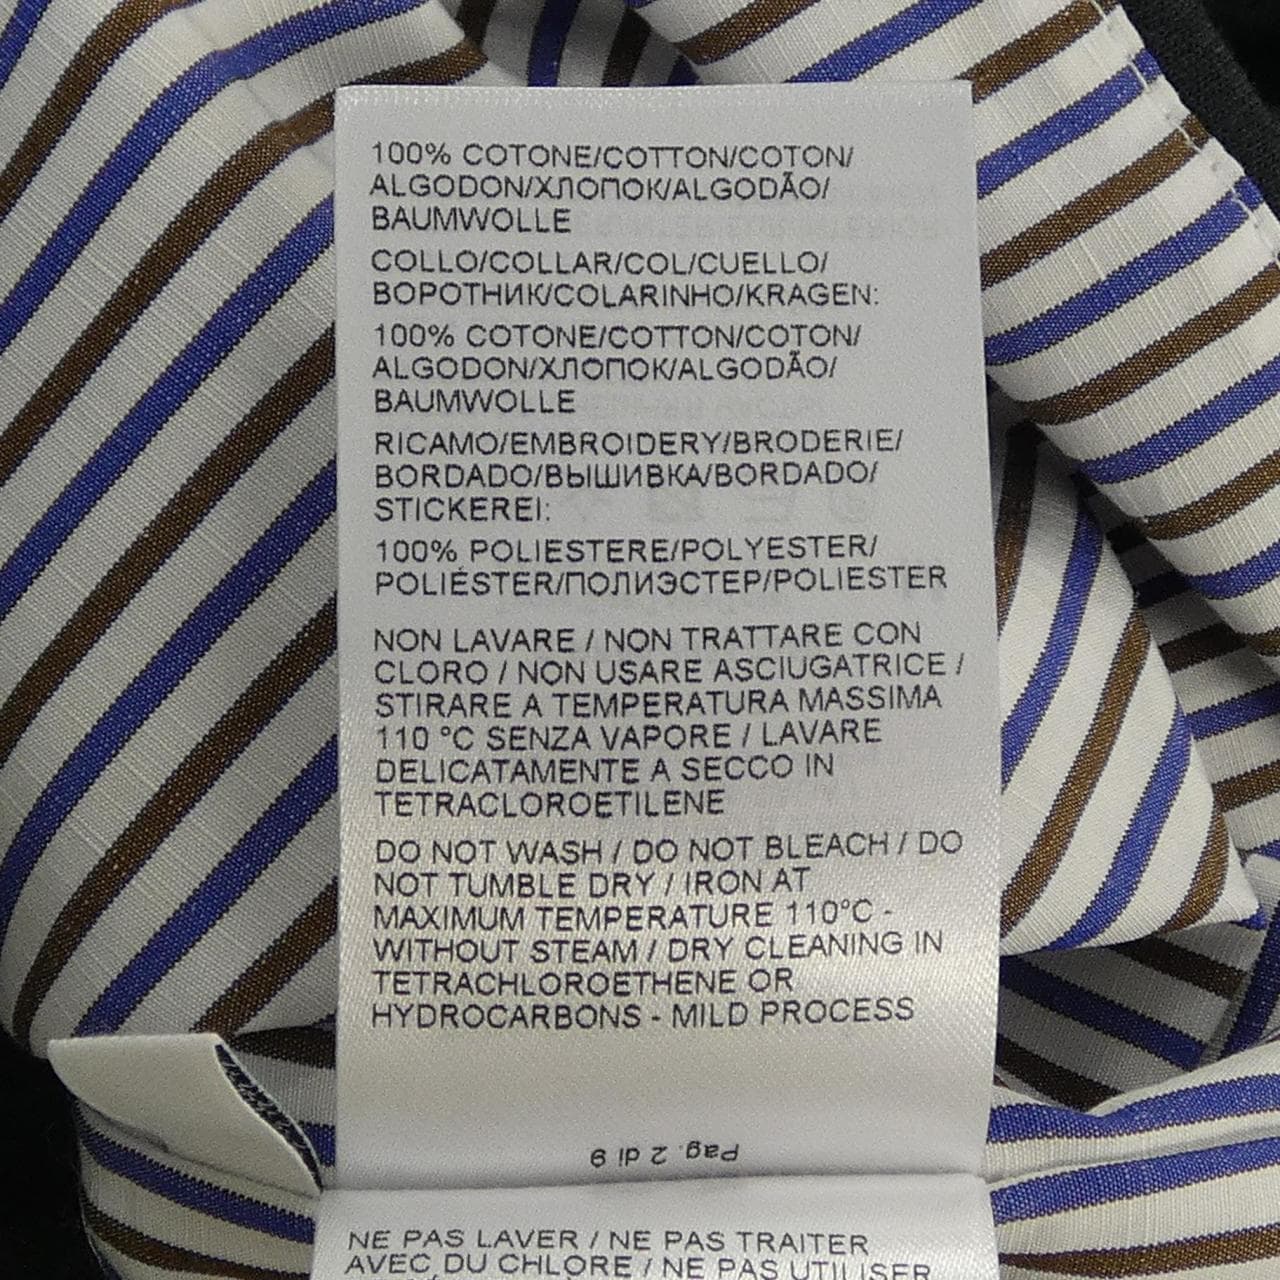 100% COTONE/COTTON/COTON/
ALGODON/ХЛОПОК/ALGODÃO/
BAUMWOLLE
COLLO/COLLAR/COL/CUELLO/
ВОРОТНИК/COLARINHO/KRAGEN:
100% COTONE/COTTON/COTON/
ALGODON/ХЛОПОК/ALGODÃO/
BAUMWOLLE
RICAMO/EMBROIDERY/BRODERIE/
BORDADO/ВЫШИВКА/BORDADO/
STICKEREI:
100% POLIESTERE/POLYESTER/
POLIÉSTER/ПОЛИЭСТЕР/POLIESTER
NON LAVARE / NON TRATTARE CON
CLORO / NON USARE ASCIUGATRICE /
STIRARE A TEMPERATURA MASSIMA
110 °C SENZA VAPORE / LAVARE
DELICATAMENTE A SECCO IN
TETRACLOROETILENE
DO NOT WASH / DO NOT BLEACH / DO
NOT TUMBLE DRY / IRON AT
MAXIMUM TEMPERATURE 110°C -
WITHOUT STEAM / DRY CLEANING IN
TETRACHLOROETHENE OR
HYDROCARBONS - MILD PROCESS
Pag. 2 di 9
NE PAS LAVER / NE PAS TRAITER
AVEC DU CHLORE / NE PAS UTILISER